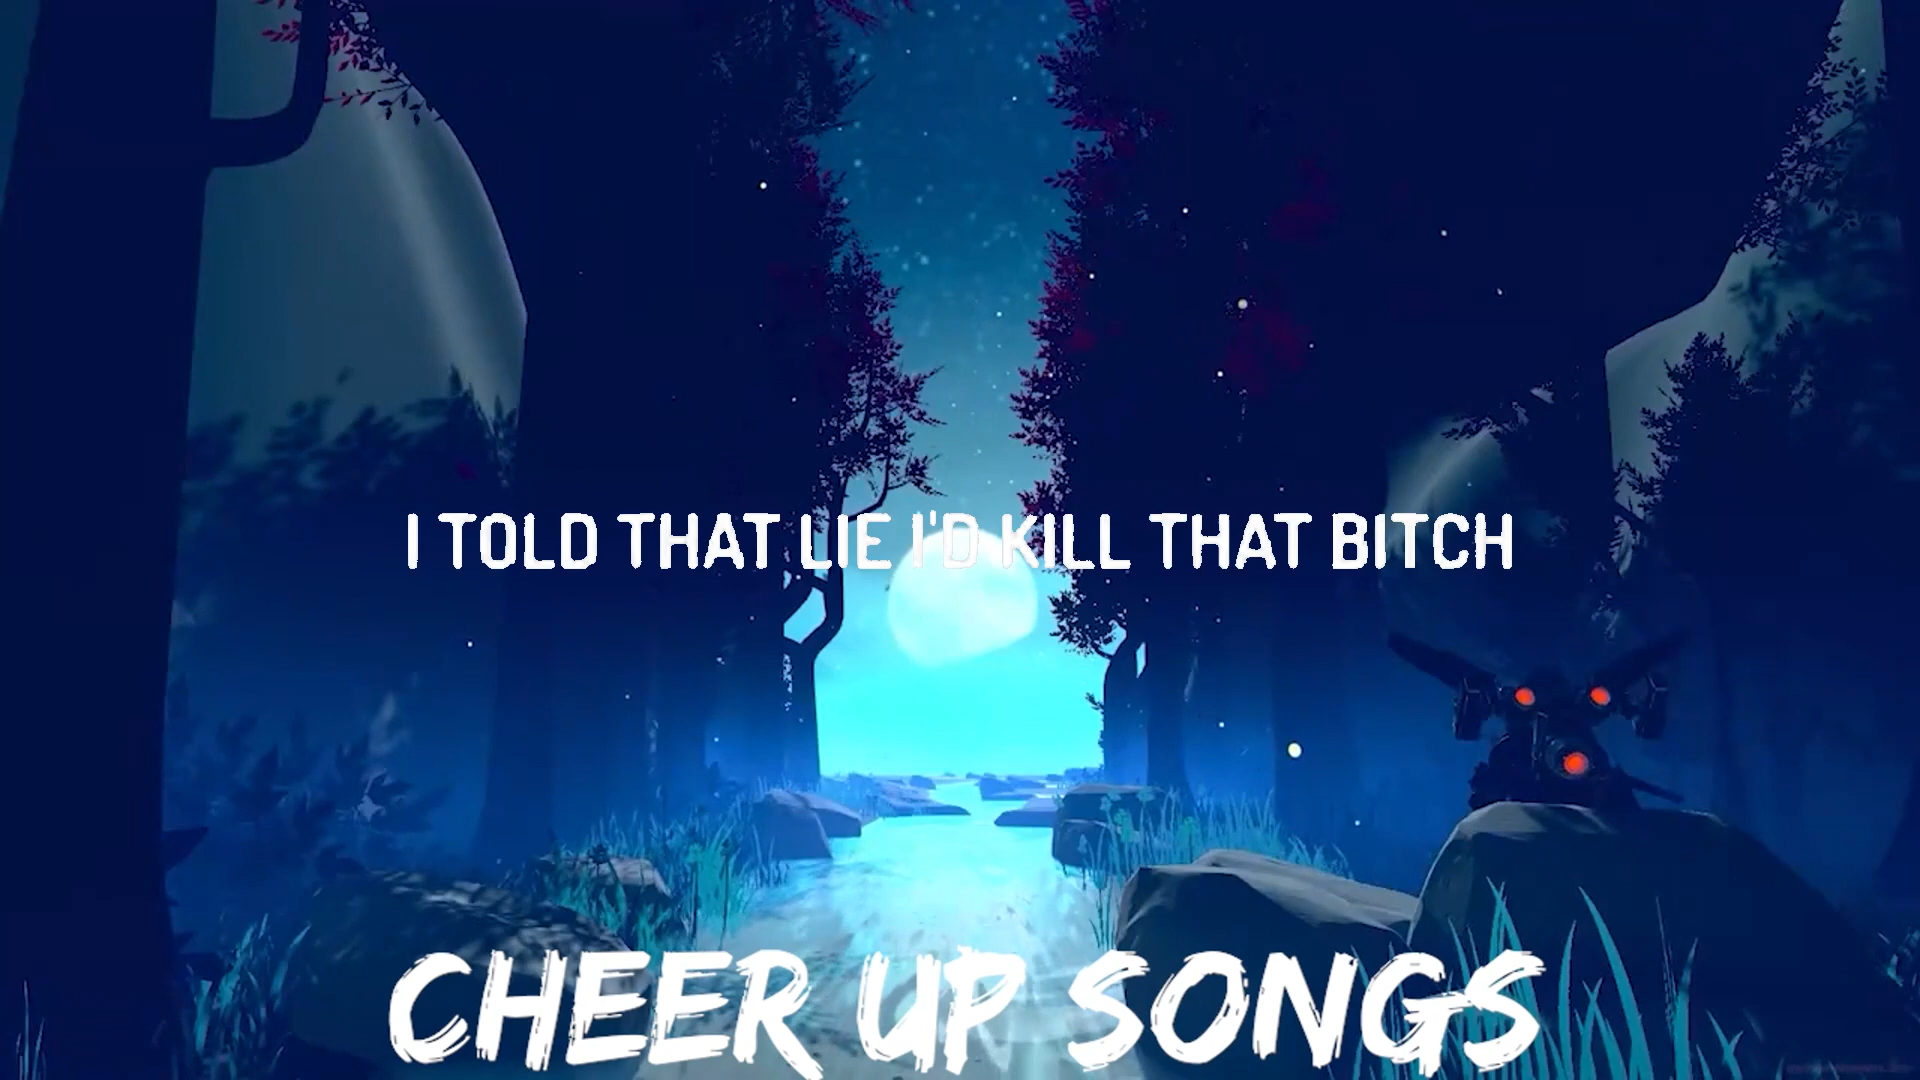 I TOLD THAT LIE I'D KILL THAT BITCH
CHEER UP SONGS